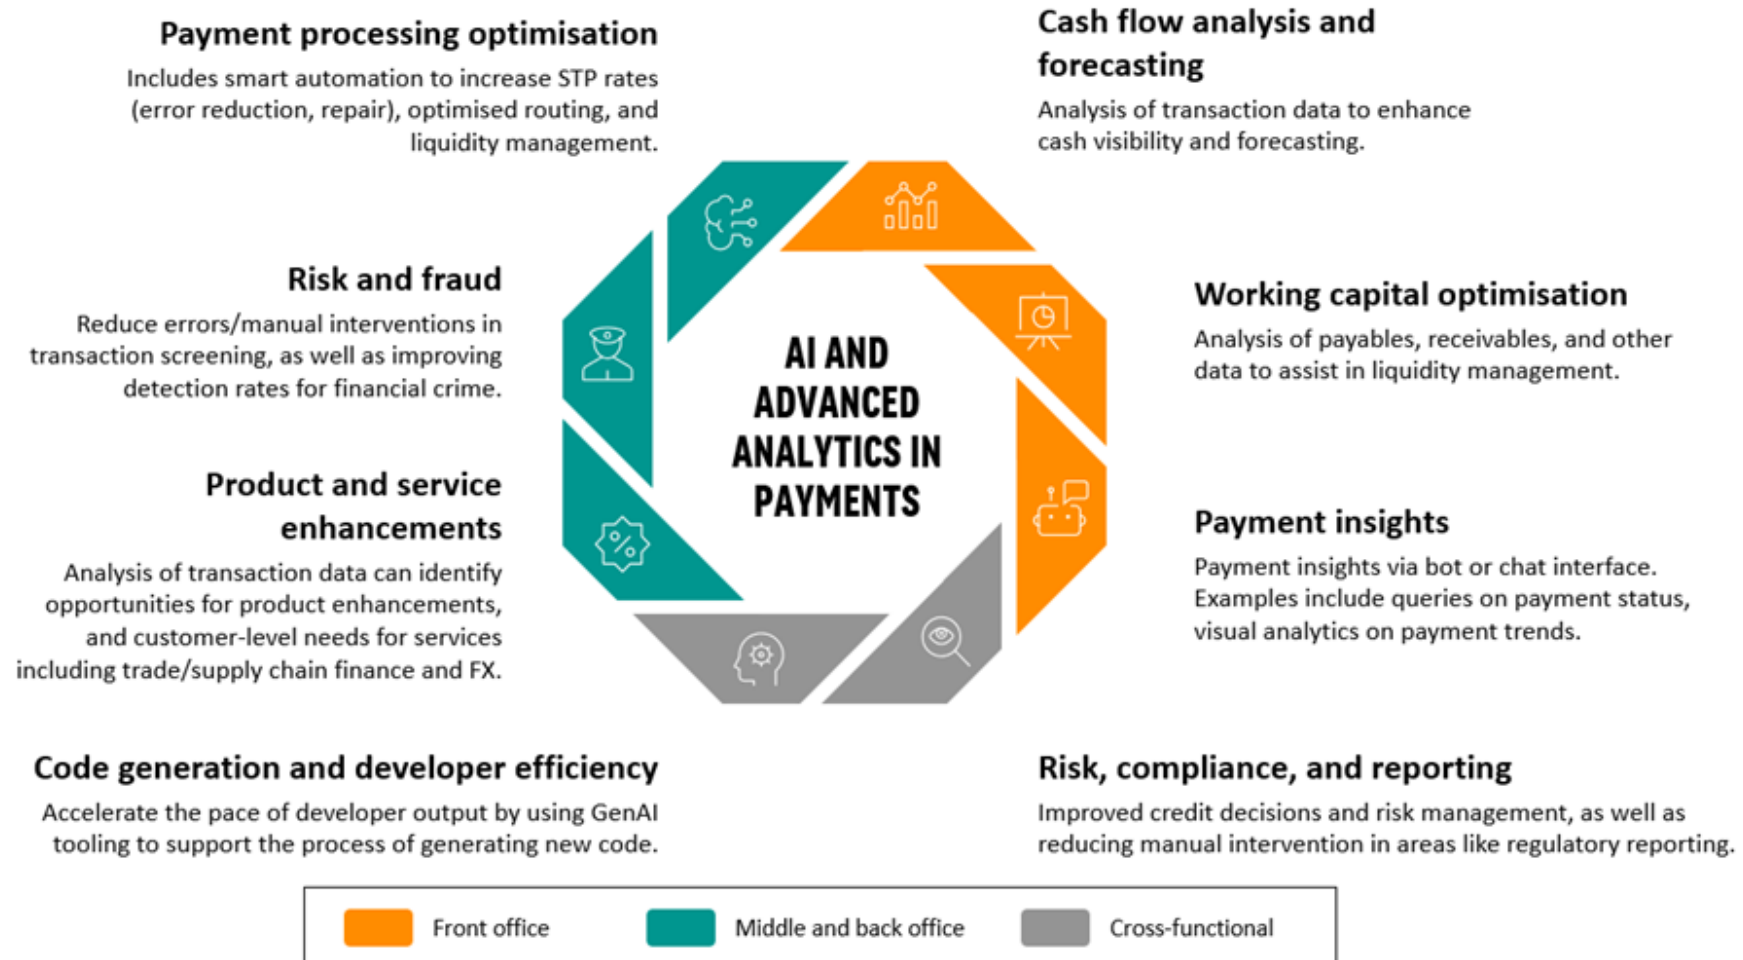 Payment processing optimisation
Includes smart automation to increase STP rates
(error reduction, repair), optimised routing, and
liquidity management.
Cash flow analysis and
forecasting
Analysis of transaction data to enhance
cash visibility and forecasting.
Risk and fraud
Reduce errors/manual interventions in
transaction screening, as well as improving
detection rates for financial crime.
Working capital optimisation
Analysis of payables, receivables, and other
data to assist in liquidity management.
AI AND
ADVANCED
ANALYTICS IN
PAYMENTS
Product and service
enhancements
Analysis of transaction data can identify
opportunities for product enhancements,
and customer-level needs for services
including trade/supply chain finance and FX.
Payment insights
Payment insights via bot or chat interface.
Examples include queries on payment status,
visual analytics on payment trends.
Code generation and developer efficiency
Accelerate the pace of developer output by using GenAI
tooling to support the process of generating new code.
Risk, compliance, and reporting
Improved credit decisions and risk management, as well as
reducing manual intervention in areas like regulatory reporting.
Front office
Middle and back office
Cross-functional